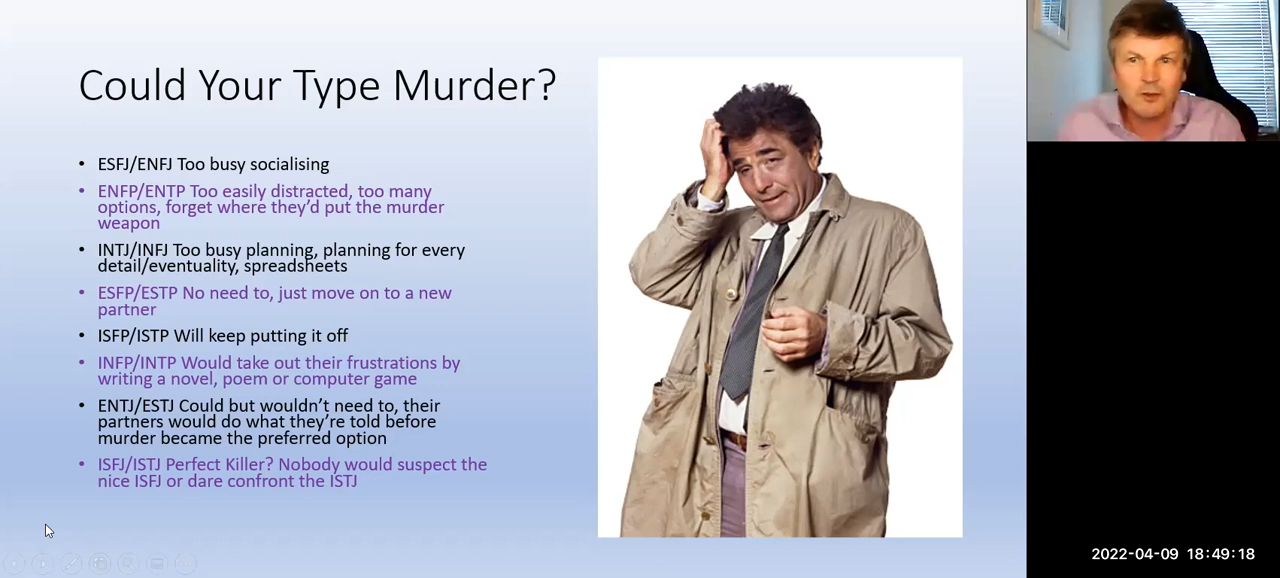 Could Your Type Murder?
• ESFJ/ENFJ Too busy socialising
• ENFP/ENTP Too easily distracted, too many
options, forget where they’d put the murder
weapon
• INTJ/INFJ Too busy planning, planning for every
detail/eventuality, spreadsheets
• ESFP/ESTP No need to, just move on to a new
partner
• ISFP/ISTP Will keep putting it off
• INFP/INTP Would take out their frustrations by
writing a novel, poem or computer game
• ENTJ/ESTJ Could but wouldn’t need to, their
partners would do what they’re told before
murder became the preferred option
• ISFJ/ISTJ Perfect Killer? Nobody would suspect the
nice ISFJ or dare confront the ISTJ
2022-04-09 18:49:18